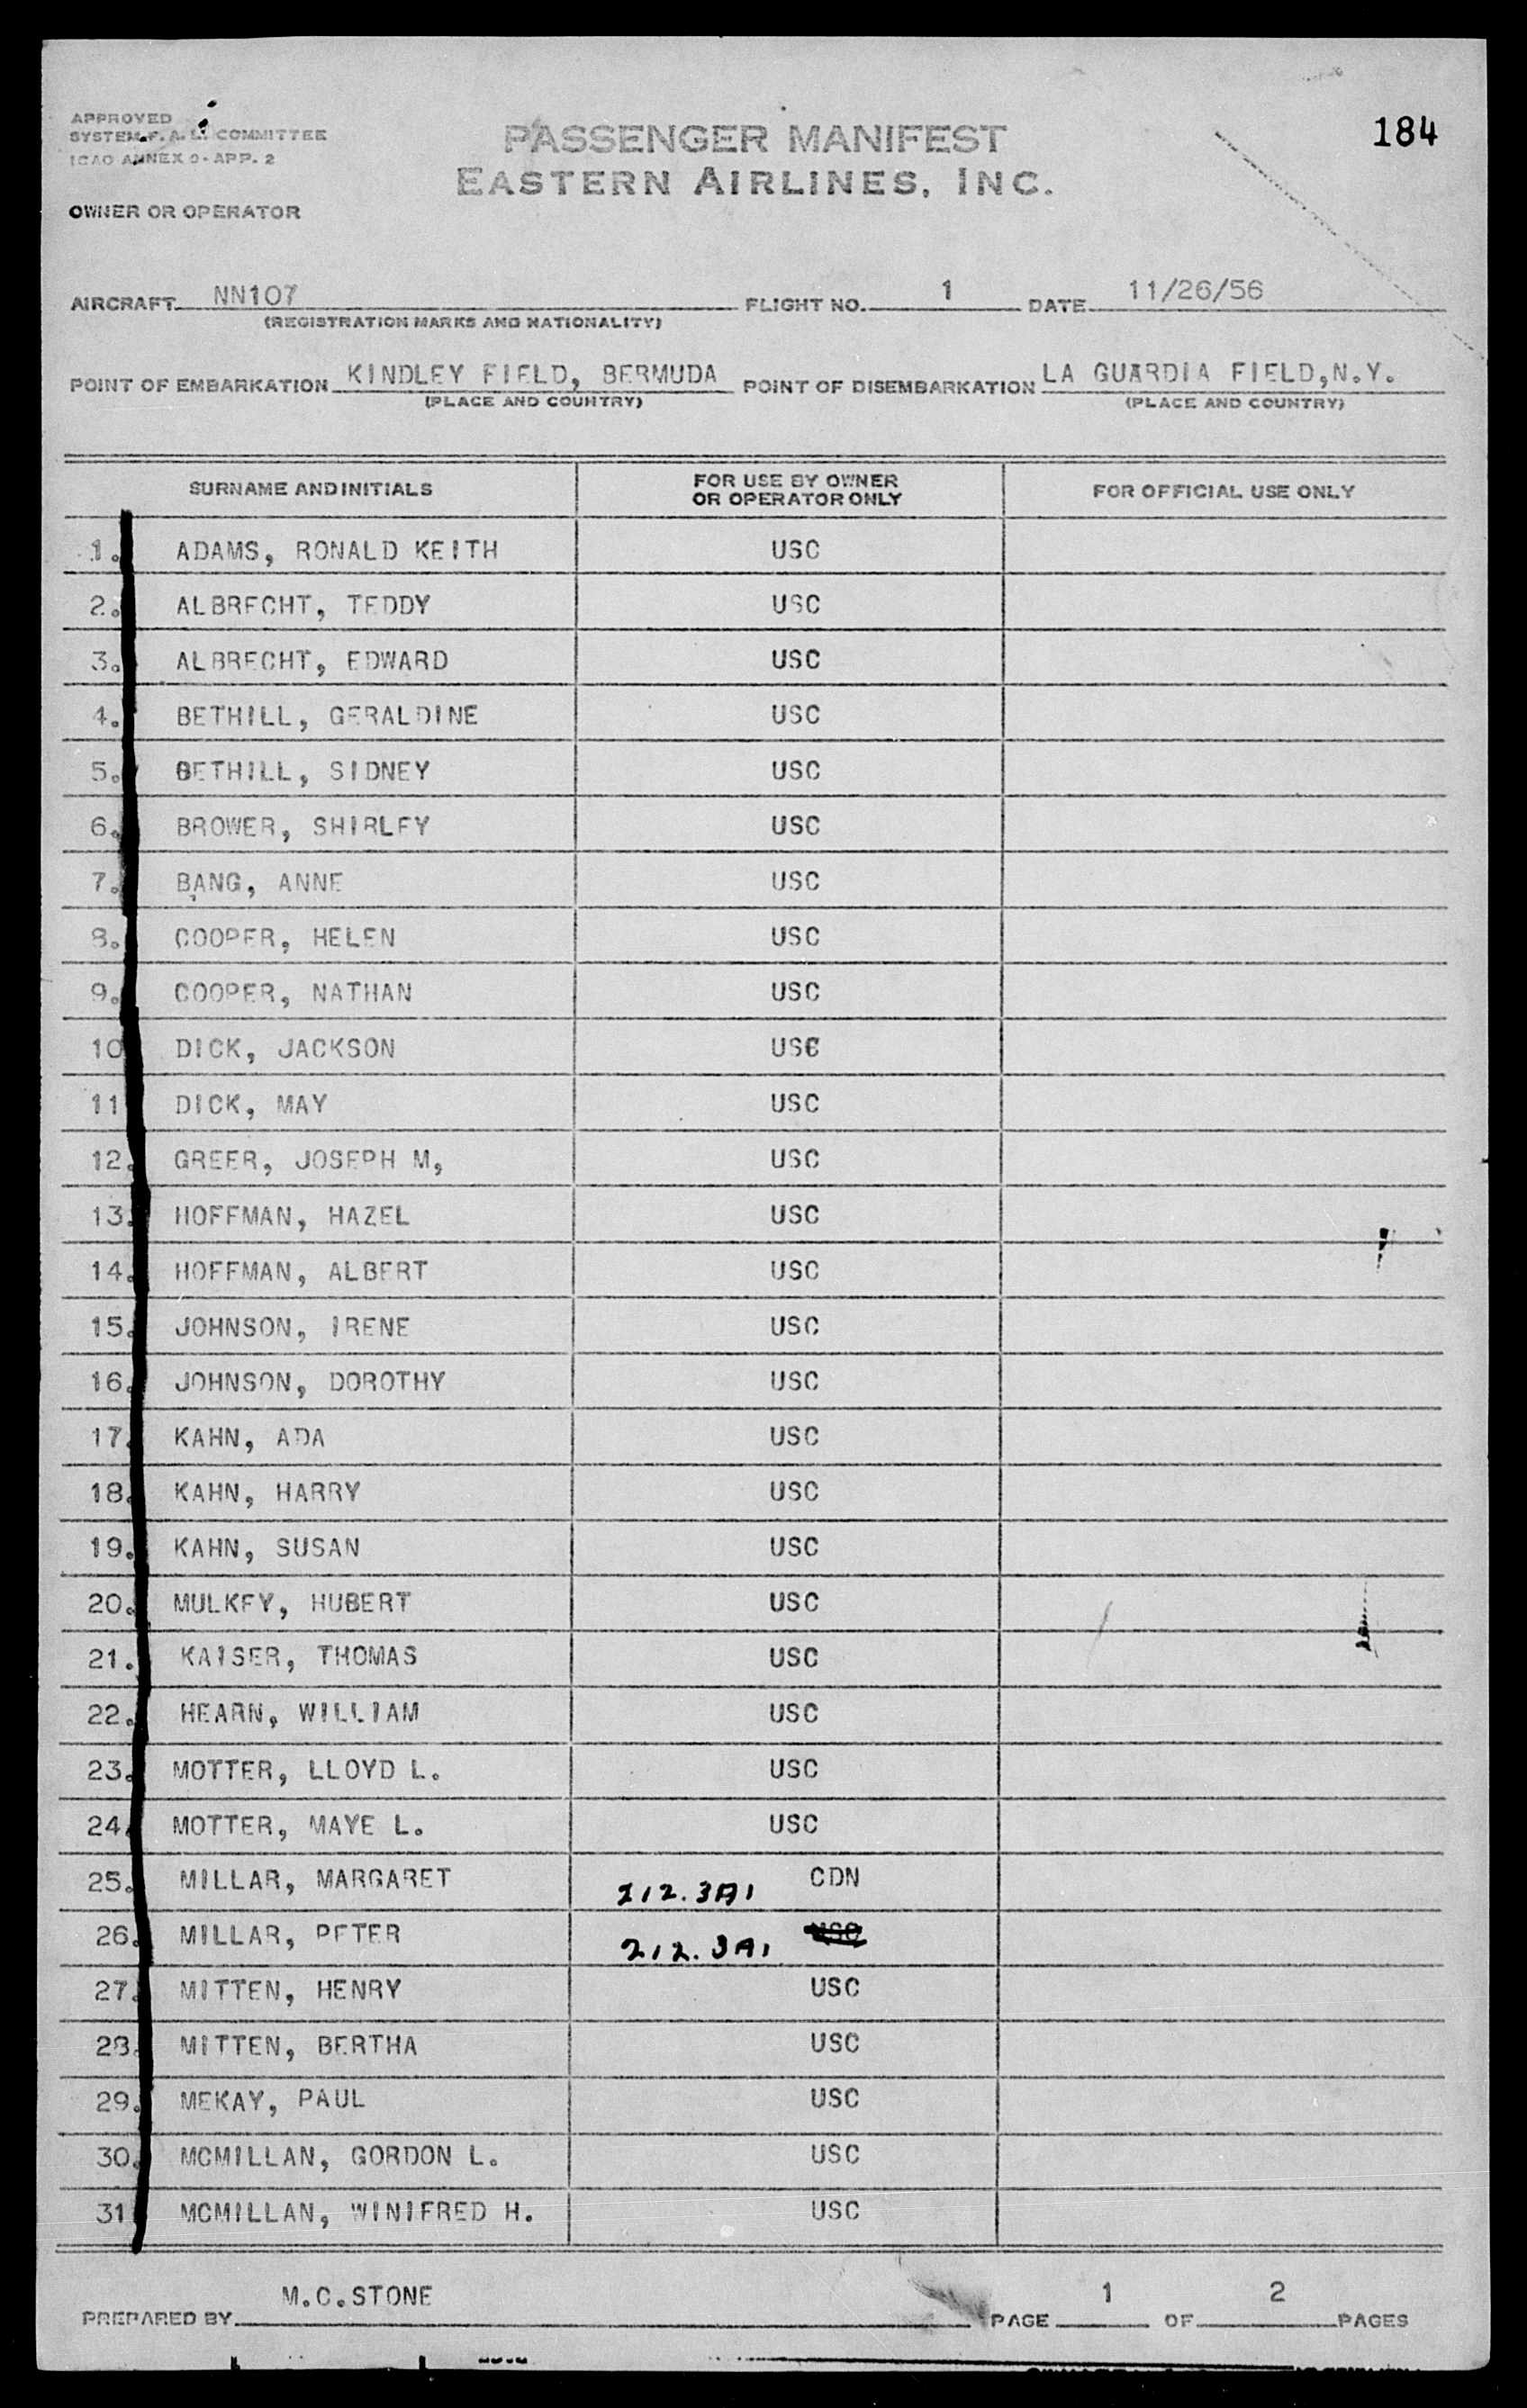 APPROVED
SYSTEM F. A. L. COMMITTEE
ICAO ANNEX 9 - APP. 2
184
PASSENGER MANIFEST
EASTERN AIRLINES, INC.
OWNER OR OPERATOR
AIRCRAFT NN107 FLIGHT NO. 1 DATE 11/26/56
(REGISTRATION MARKS AND NATIONALITY)
POINT OF EMBARKATION KINDLEY FIELD, BERMUDA POINT OF DISEMBARKATION LA GUARDIA FIELD,N.Y.
(PLACE AND COUNTRY) (PLACE AND COUNTRY)
SURNAME AND INITIALS FOR USE BY OWNER OR OPERATOR ONLY FOR OFFICIAL USE ONLY
1. ADAMS, RONALD KEITH USC
2. ALBRECHT, TEDDY USC
3. ALBRECHT, EDWARD USC
4. BETHILL, GERALDINE USC
5. BETHILL, SIDNEY USC
6. BROWER, SHIRLEY USC
7. BANG, ANNE USC
8. COOPER, HELEN USC
9. COOPER, NATHAN USC
10 DICK, JACKSON USC
11 DICK, MAY USC
12. GREER, JOSEPH M, USC
13. HOFFMAN, HAZEL USC
14. HOFFMAN, ALBERT USC
15. JOHNSON, IRENE USC
16. JOHNSON, DOROTHY USC
17. KAHN, ADA USC
18. KAHN, HARRY USC
19. KAHN, SUSAN USC
20. MULKEY, HUBERT USC
21. KAISER, THOMAS USC
22. HEARN, WILLIAM USC
23. MOTTER, LLOYD L. USC
24. MOTTER, MAYE L. USC
25. MILLAR, MARGARET 212.3A1 CDN
26. MILLAR, PETER 212.3A1 USC
27. MITTEN, HENRY USC
28. MITTEN, BERTHA USC
29. MEKAY, PAUL USC
30. MCMILLAN, GORDON L. USC
31 MCMILLAN, WINIFRED H. USC
PREPARED BY M.C.STONE PAGE 1 OF 2 PAGES